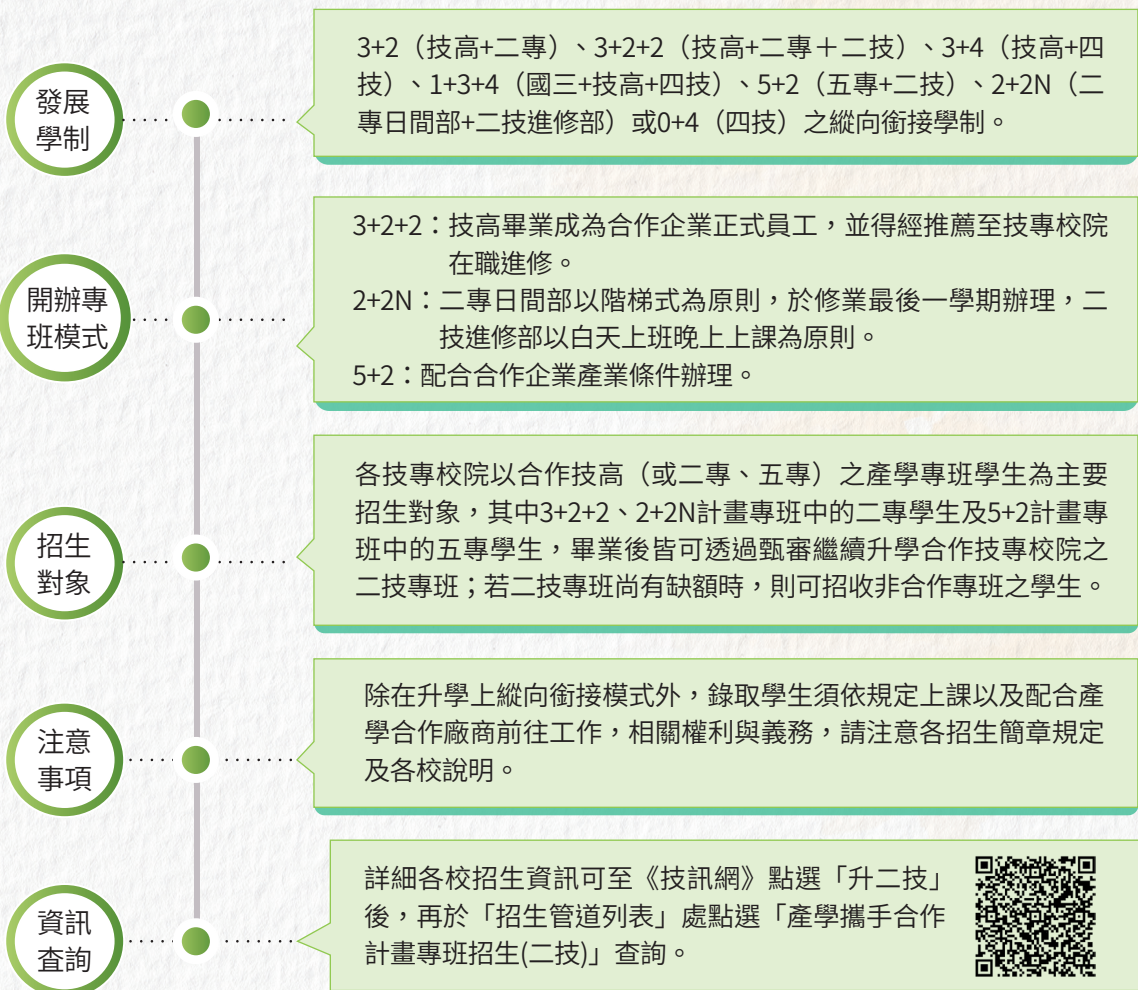 發展
學制
3+2（技高+二專）、3+2+2（技高+二專＋二技）、3+4（技高+四
技）、1+3+4（國三+技高+四技）、5+2（五專+二技）、2+2N（二
專日間部+二技進修部）或0+4（四技）之縱向銜接學制。
開辦專
班模式
3+2+2：技高畢業成為合作企業正式員工，並得經推薦至技專校院
在職進修。
2+2N：二專日間部以階梯式為原則，於修業最後一學期辦理，二
技進修部以白天上班晚上上課為原則。
5+2：配合合作企業產業條件辦理。
招生
對象
各技專校院以合作技高（或二專、五專）之產學專班學生為主要
招生對象，其中3+2+2、2+2N計畫專班中的二專學生及5+2計畫專
班中的五專學生，畢業後皆可透過甄審繼續升學合作技專校院之
二技專班；若二技專班尚有缺額時，則可招收非合作專班之學生。
注意
事項
除在升學上縱向銜接模式外，錄取學生須依規定上課以及配合產
學合作廠商前往工作，相關權利與義務，請注意各招生簡章規定
及各校說明。
資訊
查詢
詳細各校招生資訊可至《技訊網》點選「升二技」
後，再於「招生管道列表」處點選「產學攜手合作
計畫專班招生(二技)」查詢。